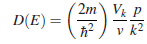 D(E) = (2m/ħ²) V_k/v p/k²